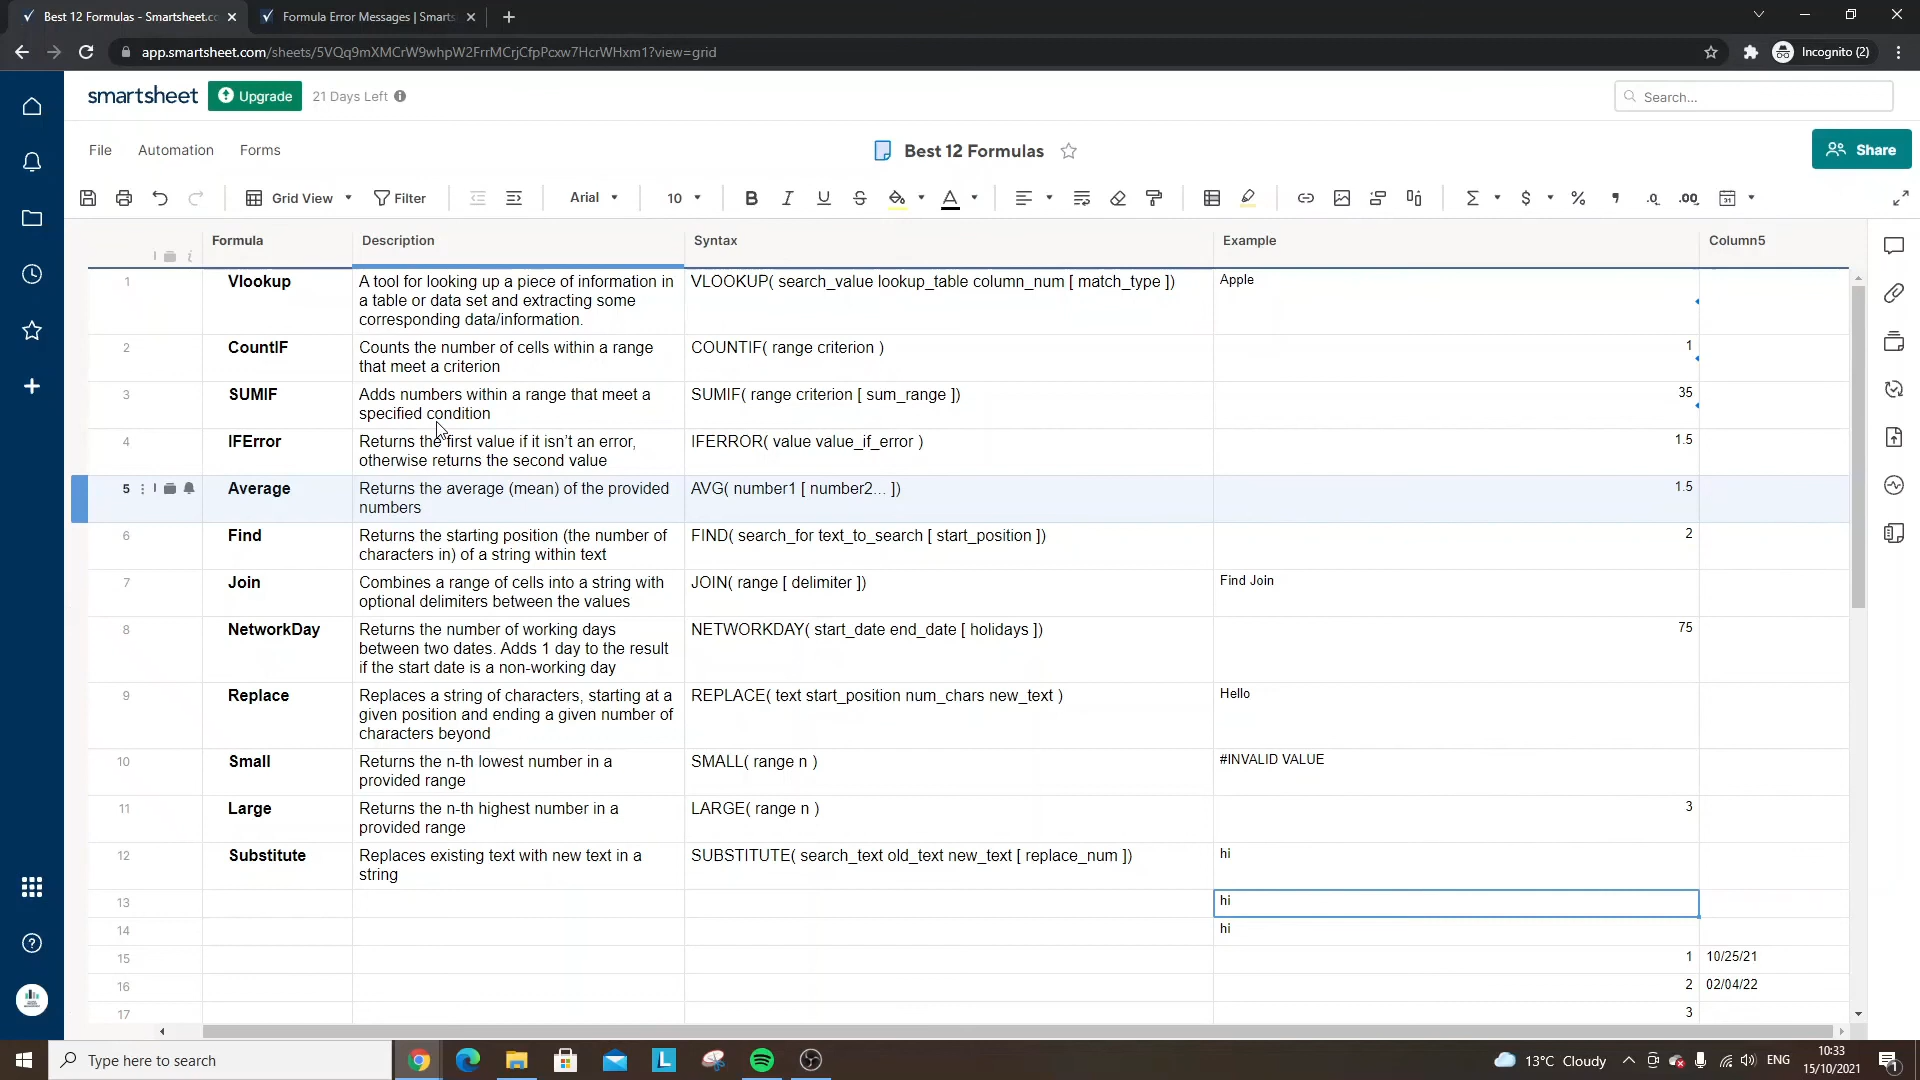 Best 12 Formulas - Smartsheet.co
Formula Error Messages | Smarts
app.smartsheet.com/sheets/5VQq9mXMCrW9whpW2FrrMCrjCfpPcxw7HcrWHxm1?view=grid
Incognito (2)
smartsheet
Upgrade
21 Days Left
Search...
File Automation Forms
Best 12 Formulas
Share
Grid View Filter Arial 10
Formula Description Syntax Example Column5
1 Vlookup A tool for looking up a piece of information in VLOOKUP( search_value lookup_table column_num [ match_type ]) Apple
a table or data set and extracting some
corresponding data/information.
2 CountIF Counts the number of cells within a range COUNTIF( range criterion ) 1
that meet a criterion
3 SUMIF Adds numbers within a range that meet a SUMIF( range criterion [ sum_range ]) 35
specified condition
4 IFError Returns the first value if it isn't an error, IFERROR( value value_if_error ) 1.5
otherwise returns the second value
5 Average Returns the average (mean) of the provided AVG( number1 [ number2... ]) 1.5
numbers
6 Find Returns the starting position (the number of FIND( search_for text_to_search [ start_position ]) 2
characters in) of a string within text
7 Join Combines a range of cells into a string with JOIN( range [ delimiter ]) Find Join
optional delimiters between the values
8 NetworkDay Returns the number of working days NETWORKDAY( start_date end_date [ holidays ]) 75
between two dates. Adds 1 day to the result
if the start date is a non-working day
9 Replace Replaces a string of characters, starting at a REPLACE( text start_position num_chars new_text ) Hello
given position and ending a given number of
characters beyond
10 Small Returns the n-th lowest number in a SMALL( range n ) #INVALID VALUE
provided range
11 Large Returns the n-th highest number in a LARGE( range n ) 3
provided range
12 Substitute Replaces existing text with new text in a SUBSTITUTE( search_text old_text new_text [ replace_num ]) hi
string
13 hi
14 hi
15 1 10/25/21
16 2 02/04/22
17 3
Type here to search
13°C Cloudy
ENG
10:33
15/10/2021